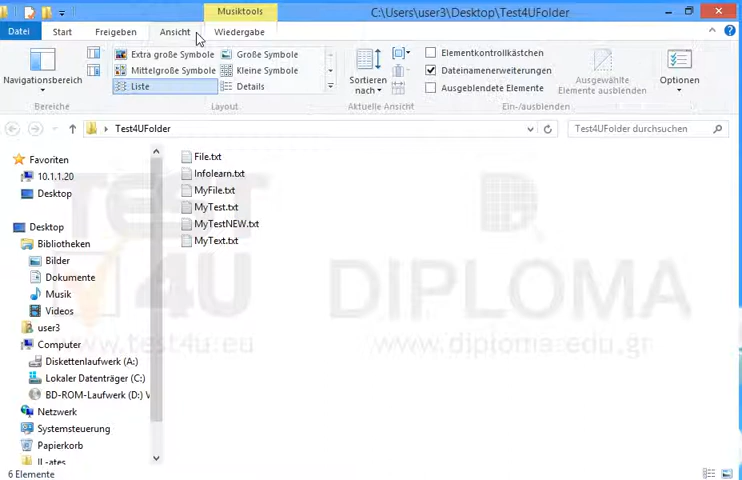 Musiktools
C:\Users\user3\Desktop\Test4UFolder
Datei Start Freigeben Ansicht Wiedergabe
Navigationsbereich
Bereiche
Extra große Symbole Große Symbole
Mittelgroße Symbole Kleine Symbole
Liste Details
Layout
Sortieren nach
Aktuelle Ansicht
Elementkontrollkästchen
Dateinamenerweiterungen
Ausgeblendete Elemente
Ausgewählte ausblenden
Ein-/ausblenden
Optionen
Test4UFolder
Test4UFolder durchsuchen
Favoriten
10.1.1.20
Desktop
Desktop
Bibliotheken
Bilder
Dokumente
Musik
Videos
user3
Computer
Diskettenlaufwerk (A:)
Lokaler Datenträger (C:)
BD-ROM-Laufwerk (D:) V
Netzwerk
Systemsteuerung
Papierkorb
File.txt
Infolearn.txt
MyFile.txt
MyTest.txt
MyTestNEW.txt
MyText.txt
TEST
4U
www.test4u.eu
D
DIPLOMA
www.diploma.edu.gr
6 Elemente